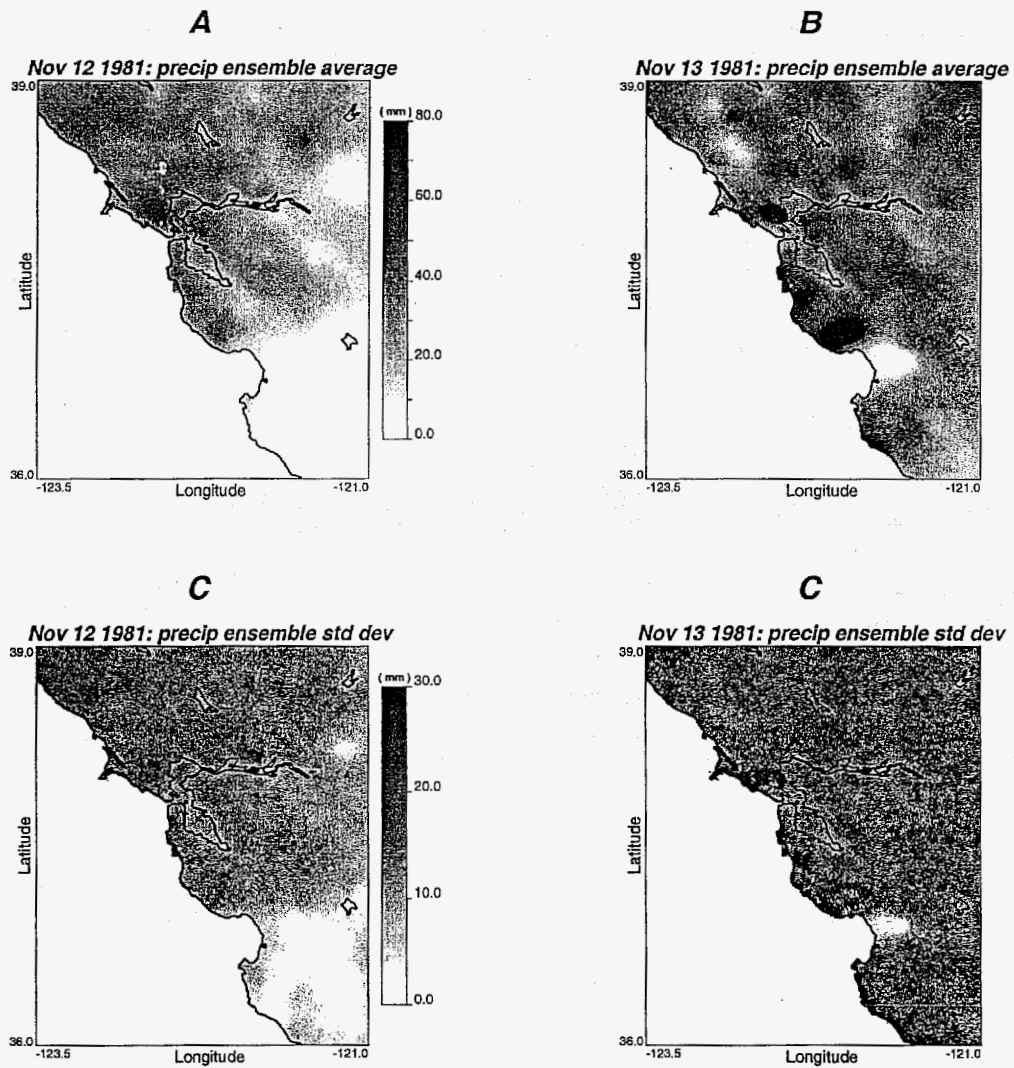 A
Nov 12 1981: precip ensemble average
39.0
(mm)
80.0
60.0
40.0
20.0
0.0
Latitude
36.0
-123.5
Longitude
-121.0
B
Nov 13 1981: precip ensemble average
39.0
Latitude
36.0
-123.5
Longitude
-121.0
C
Nov 12 1981: precip ensemble std dev
39.0
(mm)
30.0
20.0
10.0
0.0
Latitude
36.0
-123.5
Longitude
-121.0
C
Nov 13 1981: precip ensemble std dev
39.0
Latitude
36.0
-123.5
Longitude
-121.0